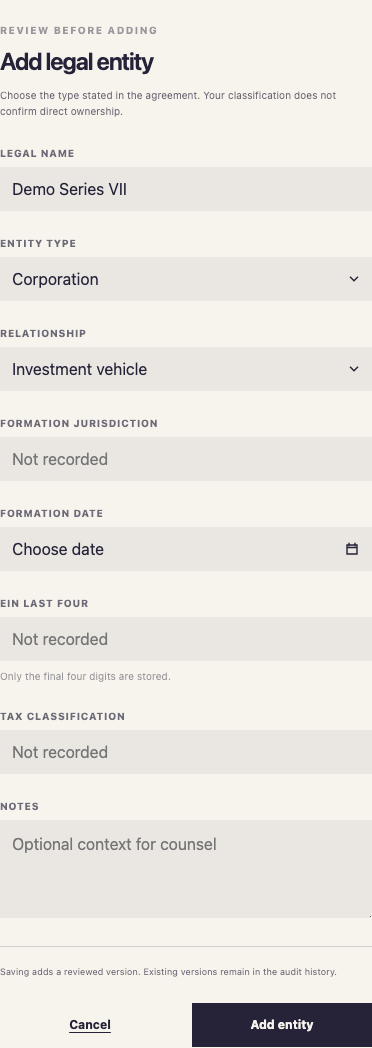 REVIEW BEFORE ADDING
Add legal entity
Choose the type stated in the agreement. Your classification does not
confirm direct ownership.
LEGAL NAME
Demo Series VII
ENTITY TYPE
Corporation
RELATIONSHIP
Investment vehicle
FORMATION JURISDICTION
Not recorded
FORMATION DATE
Choose date
EIN LAST FOUR
Not recorded
Only the final four digits are stored.
TAX CLASSIFICATION
Not recorded
NOTES
Optional context for counsel
Saving adds a reviewed version. Existing versions remain in the audit history.
Cancel
Add entity